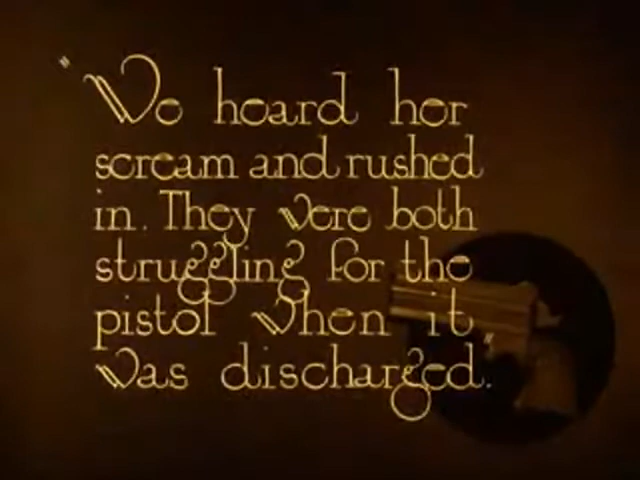 "We heard her
scream and rushed
in. They were both
struggling for the
pistol when it
was discharged."